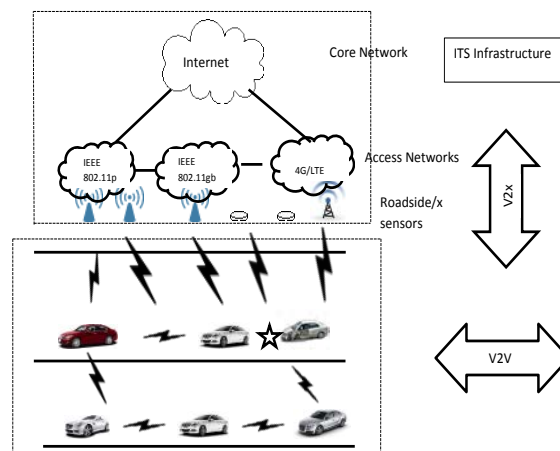 Core Network
ITS Infrastructure
Internet
IEEE
802.11p
IEEE
802.11gb
4G/LTE
Access Networks
Roadside/x
sensors
V2x
V2V